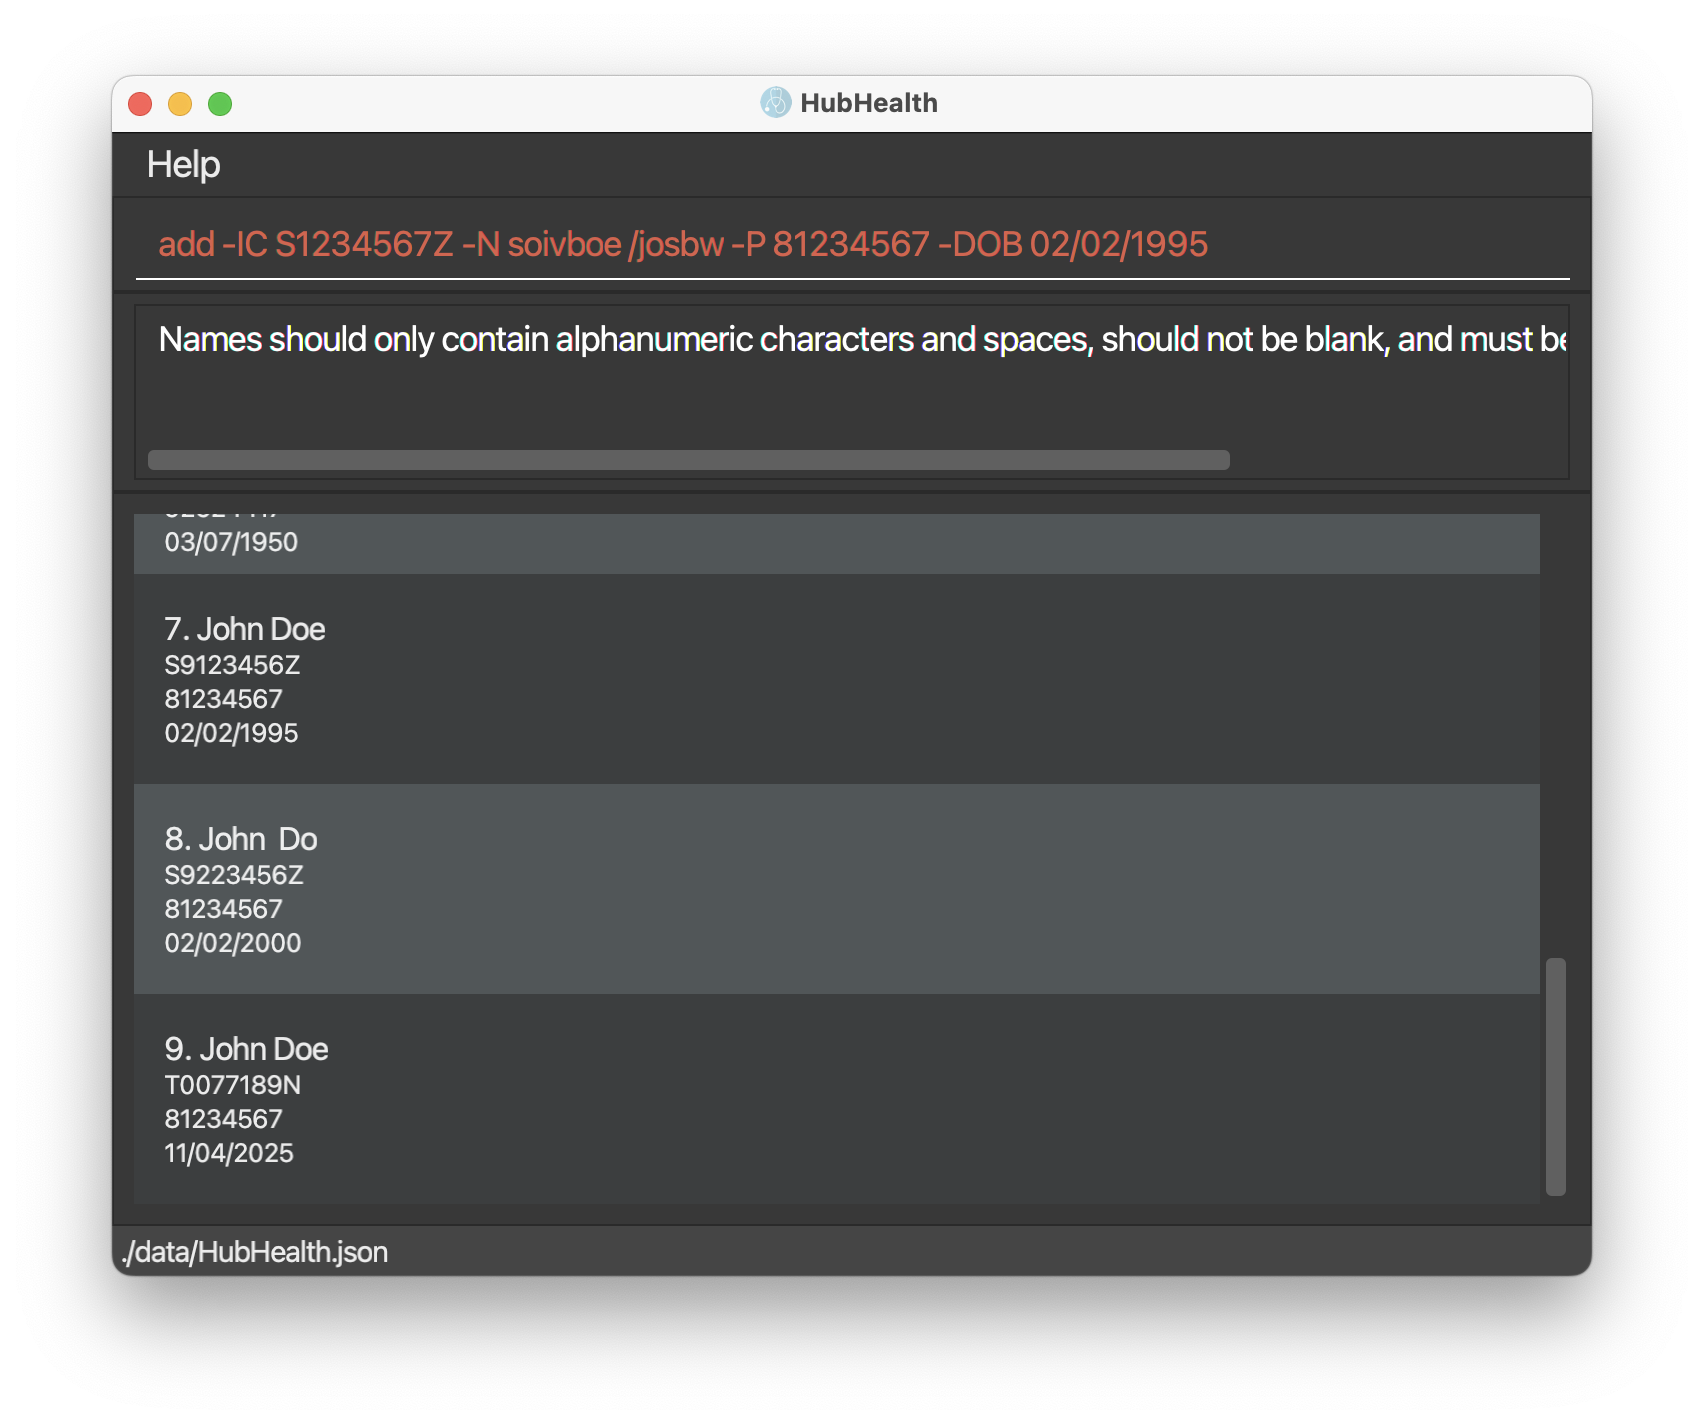 HubHealth
Help
add -IC S1234567Z -N soivboe /josbw -P 81234567 -DOB 02/02/1995
Names should only contain alphanumeric characters and spaces, should not be blank, and must be
03/07/1950
7. John Doe
S9123456Z
81234567
02/02/1995
8. John  Do
S9223456Z
81234567
02/02/2000
9. John Doe
T0077189N
81234567
11/04/2025
./data/HubHealth.json